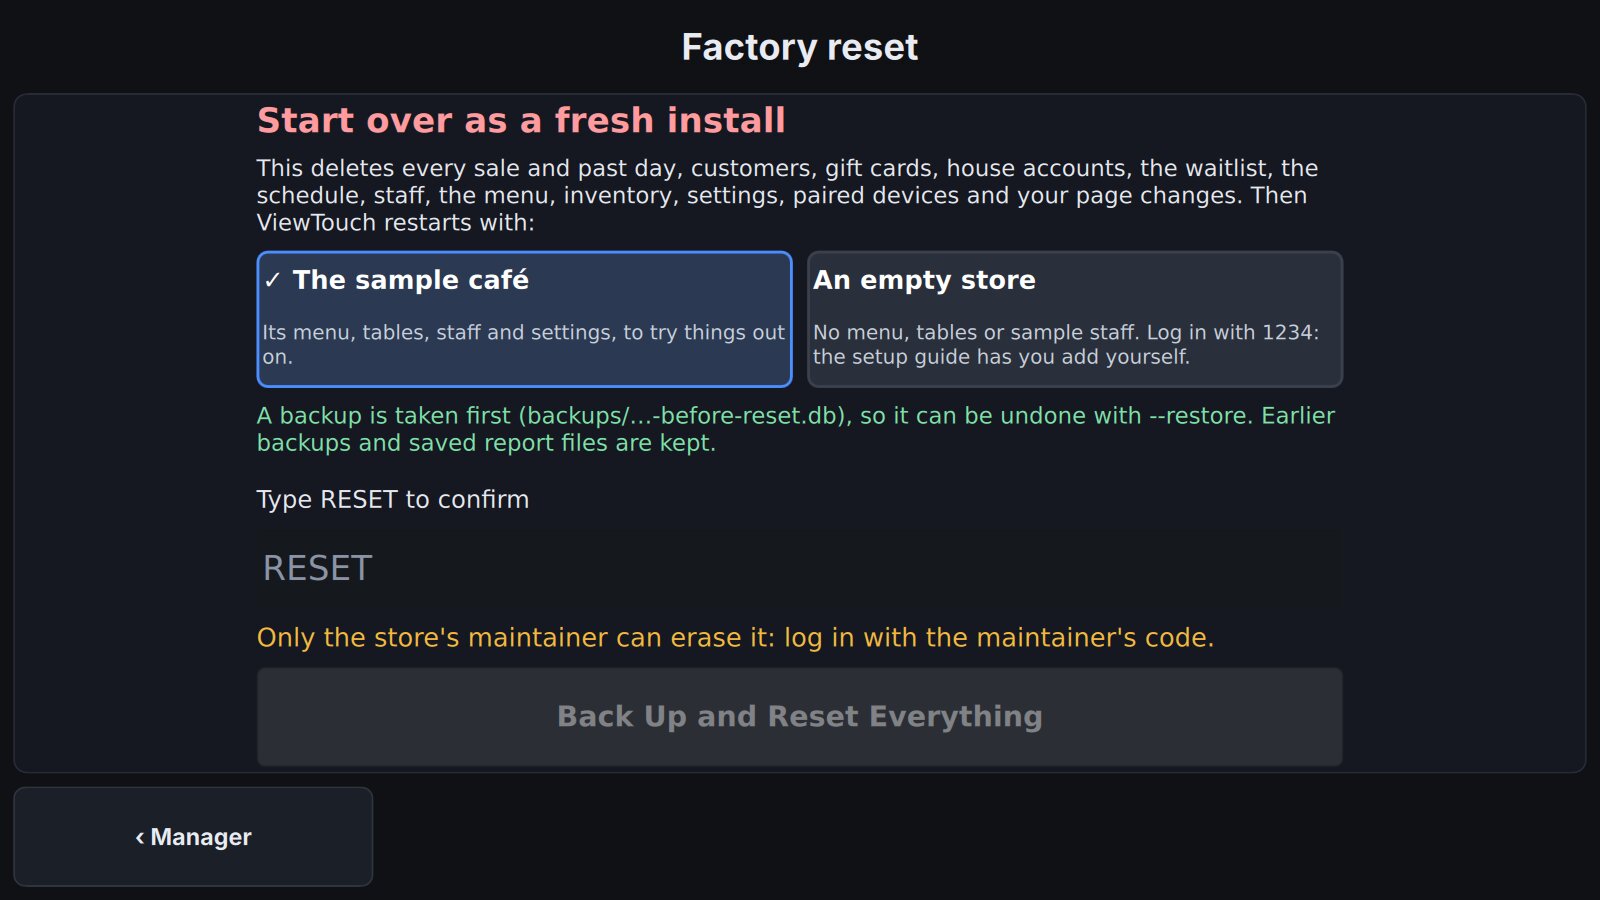 Factory reset
Start over as a fresh install
This deletes every sale and past day, customers, gift cards, house accounts, the waitlist, the
schedule, staff, the menu, inventory, settings, paired devices and your page changes. Then
ViewTouch restarts with:
✓ The sample café
Its menu, tables, staff and settings, to try things out
on.
An empty store
No menu, tables or sample staff. Log in with 1234:
the setup guide has you add yourself.
A backup is taken first (backups/…-before-reset.db), so it can be undone with --restore. Earlier
backups and saved report files are kept.
Type RESET to confirm
RESET
Only the store's maintainer can erase it: log in with the maintainer's code.
Back Up and Reset Everything
‹ Manager